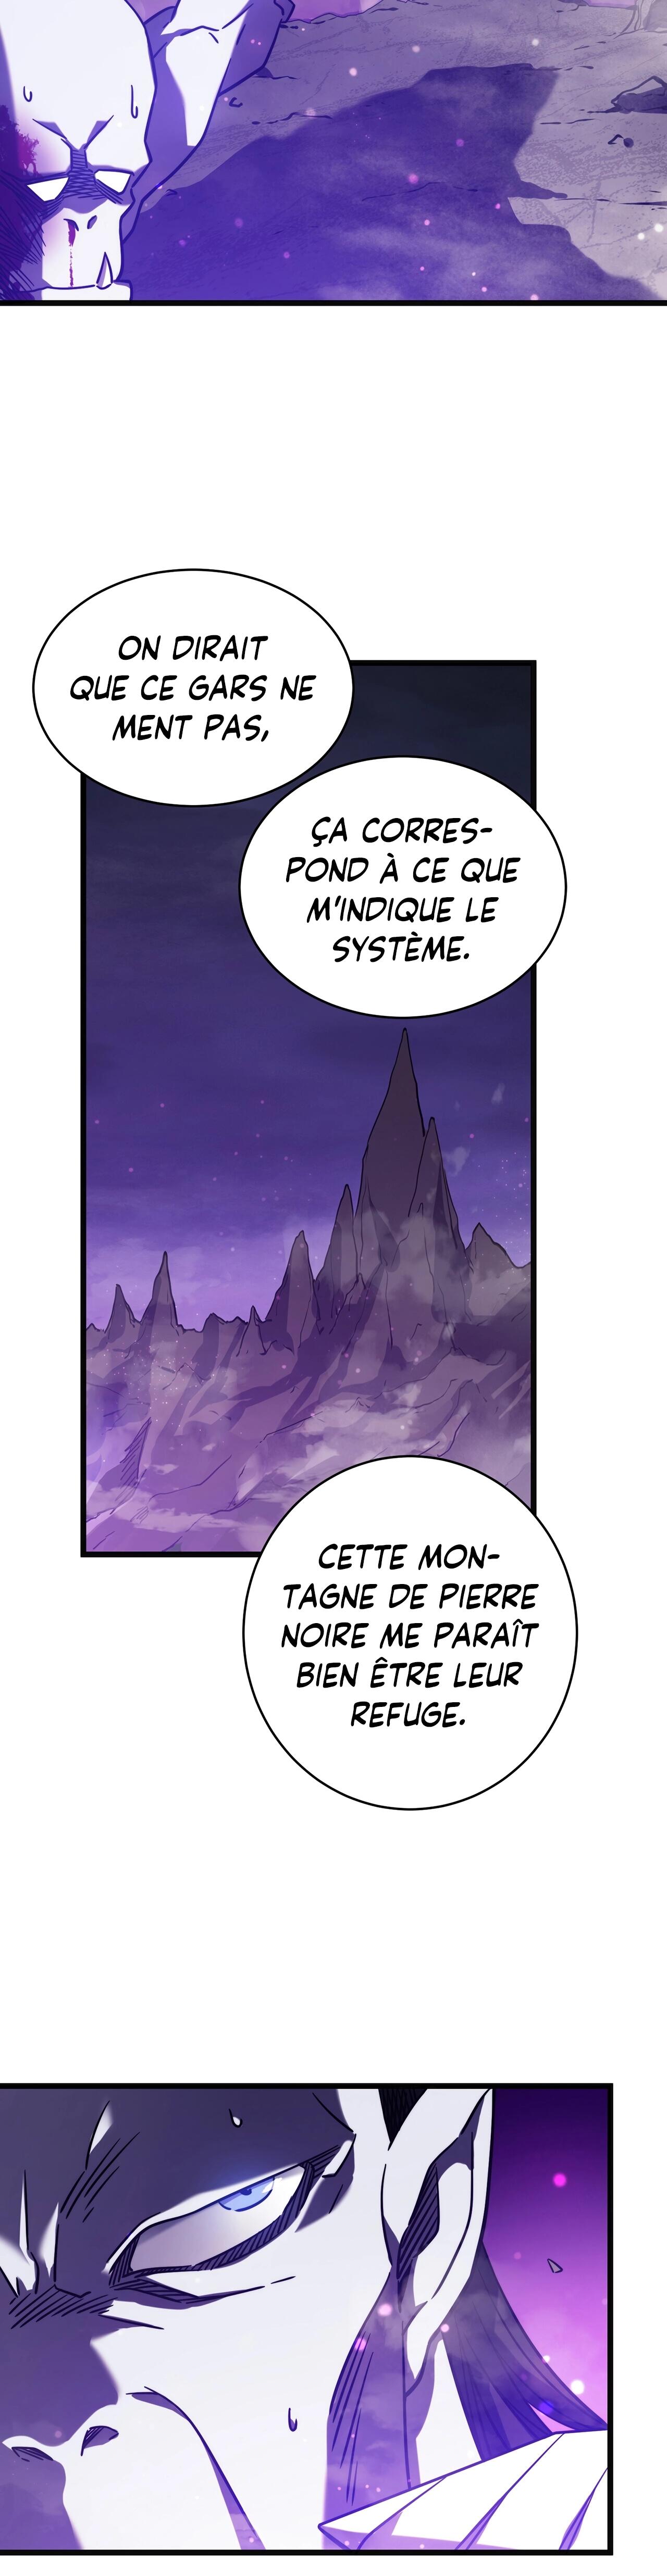 ON DIRAIT
QUE CE GARS NE
MENT PAS,
ÇA CORRES-
POND À CE QUE
M'INDIQUE LE
SYSTÈME.
CETTE MON-
TAGNE DE PIERRE
NOIRE ME PARAÎT
BIEN ÊTRE LEUR
REFUGE.